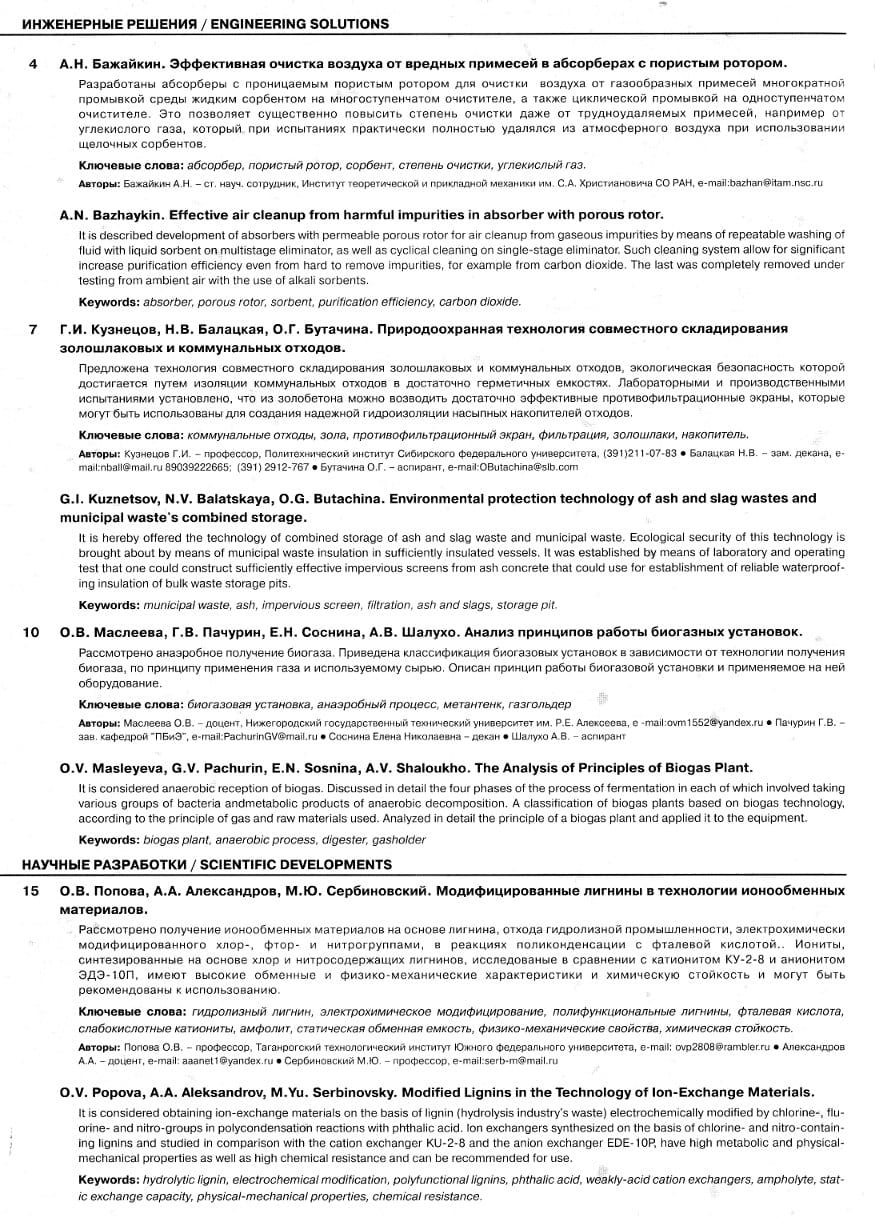 ИНЖЕНЕРНЫЕ РЕШЕНИЯ / ENGINEERING SOLUTIONS
4 А.Н. Бажайкин. Эффективная очистка воздуха от вредных примесей в абсорберах с пористым ротором.
Разработаны абсорберы с проницаемым пористым ротором для очистки воздуха от газообразных примесей многократной
промывкой среды жидким сорбентом на многоступенчатом очистителе, а также циклической промывкой на одноступенчатом
очистителе. Это позволяет существенно повысить степень очистки даже от трудноудаляемых примесей, например от
углекислого газа, который при испытаниях практически полностью удалялся из атмосферного воздуха при использовании
щелочных сорбентов.
Ключевые слова: абсорбер, пористый ротор, сорбент, степень очистки, углекислый газ.
Авторы: Бажайкин А.Н. – ст. науч. сотрудник, Институт теоретической и прикладной механики им. С.А. Христиановича СО РАН, e-mail:bazhan@itam.nsc.ru
A.N. Bazhaykin. Effective air cleanup from harmful impurities in absorber with porous rotor.
It is described development of absorbers with permeable porous rotor for air cleanup from gaseous impurities by means of repeatable washing of
fluid with liquid sorbent on multistage eliminator, as well as cyclical cleaning on single-stage eliminator. Such cleaning system allow for significant
increase purification efficiency even from hard to remove impurities, for example from carbon dioxide. The last was completely removed under
testing from ambient air with the use of alkali sorbents.
Keywords: absorber, porous rotor, sorbent, purification efficiency, carbon dioxide.
7 Г.И. Кузнецов, Н.В. Балацкая, О.Г. Бутачина. Природоохранная технология совместного складирования
золошлаковых и коммунальных отходов.
Предложена технология совместного складирования золошлаковых и коммунальных отходов, экологическая безопасность которой
достигается путем изоляции коммунальных отходов в достаточно герметичных емкостях. Лабораторными и производственными
испытаниями установлено, что из золобетона можно возводить достаточно эффективные противофильтрационные экраны, которые
могут быть использованы для создания надежной гидроизоляции насыпных накопителей отходов.
Ключевые слова: коммунальные отходы, зола, противофильтрационный экран, фильтрация, золошлаки, накопитель.
Авторы: Кузнецов Г.И. – профессор, Политехнический институт Сибирского федерального университета, (391)211-07-83 ● Балацкая Н.В. – зам. декана, e-
mail:nball@mail.ru 89039222665; (391) 2912-767 ● Бутачина О.Г. – аспирант, e-mail:OButachina@slb.com
G.I. Kuznetsov, N.V. Balatskaya, O.G. Butachina. Environmental protection technology of ash and slag wastes and
municipal waste's combined storage.
It is hereby offered the technology of combined storage of ash and slag waste and municipal waste. Ecological security of this technology is
brought about by means of municipal waste insulation in sufficiently insulated vessels. It was established by means of laboratory and operating
test that one could construct sufficiently effective impervious screens from ash concrete that could use for establishment of reliable waterproof-
ing insulation of bulk waste storage pits.
Keywords: municipal waste, ash, impervious screen, filtration, ash and slags, storage pit.
10 О.В. Маслеева, Г.В. Пачурин, Е.Н. Соснина, А.В. Шалухо. Анализ принципов работы биогазных установок.
Рассмотрено анаэробное получение биогаза. Приведена классификация биогазовых установок в зависимости от технологии получения
биогаза, по принципу применения газа и используемому сырью. Описан принцип работы биогазовой установки и применяемое на ней
оборудование.
Ключевые слова: биогазовая установка, анаэробный процесс, метантенк, газгольдер
Авторы: Маслеева О.В. – доцент, Нижегородский государственный технический университет им. Р.Е. Алексеева, e -mail:ovm1552@yandex.ru ● Пачурин Г.В. –
зав. кафедрой "ПБиЭ", e-mail:PachurinGV@mail.ru ● Соснина Елена Николаевна – декан ● Шалухо А.В. – аспирант
O.V. Masleyeva, G.V. Pachurin, E.N. Sosnina, A.V. Shaloukho. The Analysis of Principles of Biogas Plant.
It is considered anaerobic reception of biogas. Discussed in detail the four phases of the process of fermentation in each of which involved taking
various groups of bacteria andmetabolic products of anaerobic decomposition. A classification of biogas plants based on biogas technology,
according to the principle of gas and raw materials used. Analyzed in detail the principle of a biogas plant and applied it to the equipment.
Keywords: biogas plant, anaerobic process, digester, gasholder
НАУЧНЫЕ РАЗРАБОТКИ / SCIENTIFIC DEVELOPMENTS
15 О.В. Попова, А.А. Александров, М.Ю. Сербиновский. Модифицированные лигнины в технологии ионообменных
материалов.
Рассмотрено получение ионообменных материалов на основе лигнина, отхода гидролизной промышленности, электрохимически
модифицированного хлор-, фтор- и нитрогруппами, в реакциях поликонденсации с фталевой кислотой.. Иониты,
синтезированные на основе хлор и нитросодержащих лигнинов, исследованые в сравнении с катионитом КУ-2-8 и анионитом
ЭДЭ-10П, имеют высокие обменные и физико-механические характеристики и химическую стойкость и могут быть
рекомендованы к использованию.
Ключевые слова: гидролизный лигнин, электрохимическое модифицирование, полифункциональные лигнины, фталевая кислота,
слабокислотные катиониты, амфолит, статическая обменная емкость, физико-механические свойства, химическая стойкость.
Авторы: Попова О.В. – профессор, Таганрогский технологический институт Южного федерального университета, e-mail: ovp2808@rambler.ru ● Александров
А.А. – доцент, e-mail: aaanet1@yandex.ru ● Сербиновский М.Ю. – профессор, e-mail:serb-m@mail.ru
O.V. Popova, A.A. Aleksandrov, M.Yu. Serbinovsky. Modified Lignins in the Technology of Ion-Exchange Materials.
It is considered obtaining ion-exchange materials on the basis of lignin (hydrolysis industry's waste) electrochemically modified by chlorine-, flu-
orine- and nitro-groups in polycondensation reactions with phthalic acid. Ion exchangers synthesized on the basis of chlorine- and nitro-contain-
ing lignins and studied in comparison with the cation exchanger KU-2-8 and the anion exchanger EDE-10P, have high metabolic and physical-
mechanical properties as well as high chemical resistance and can be recommended for use.
Keywords: hydrolytic lignin, electrochemical modification, polyfunctional lignins, phthalic acid, weakly-acid cation exchangers, ampholyte, stat-
ic exchange capacity, physical-mechanical properties, chemical resistance.